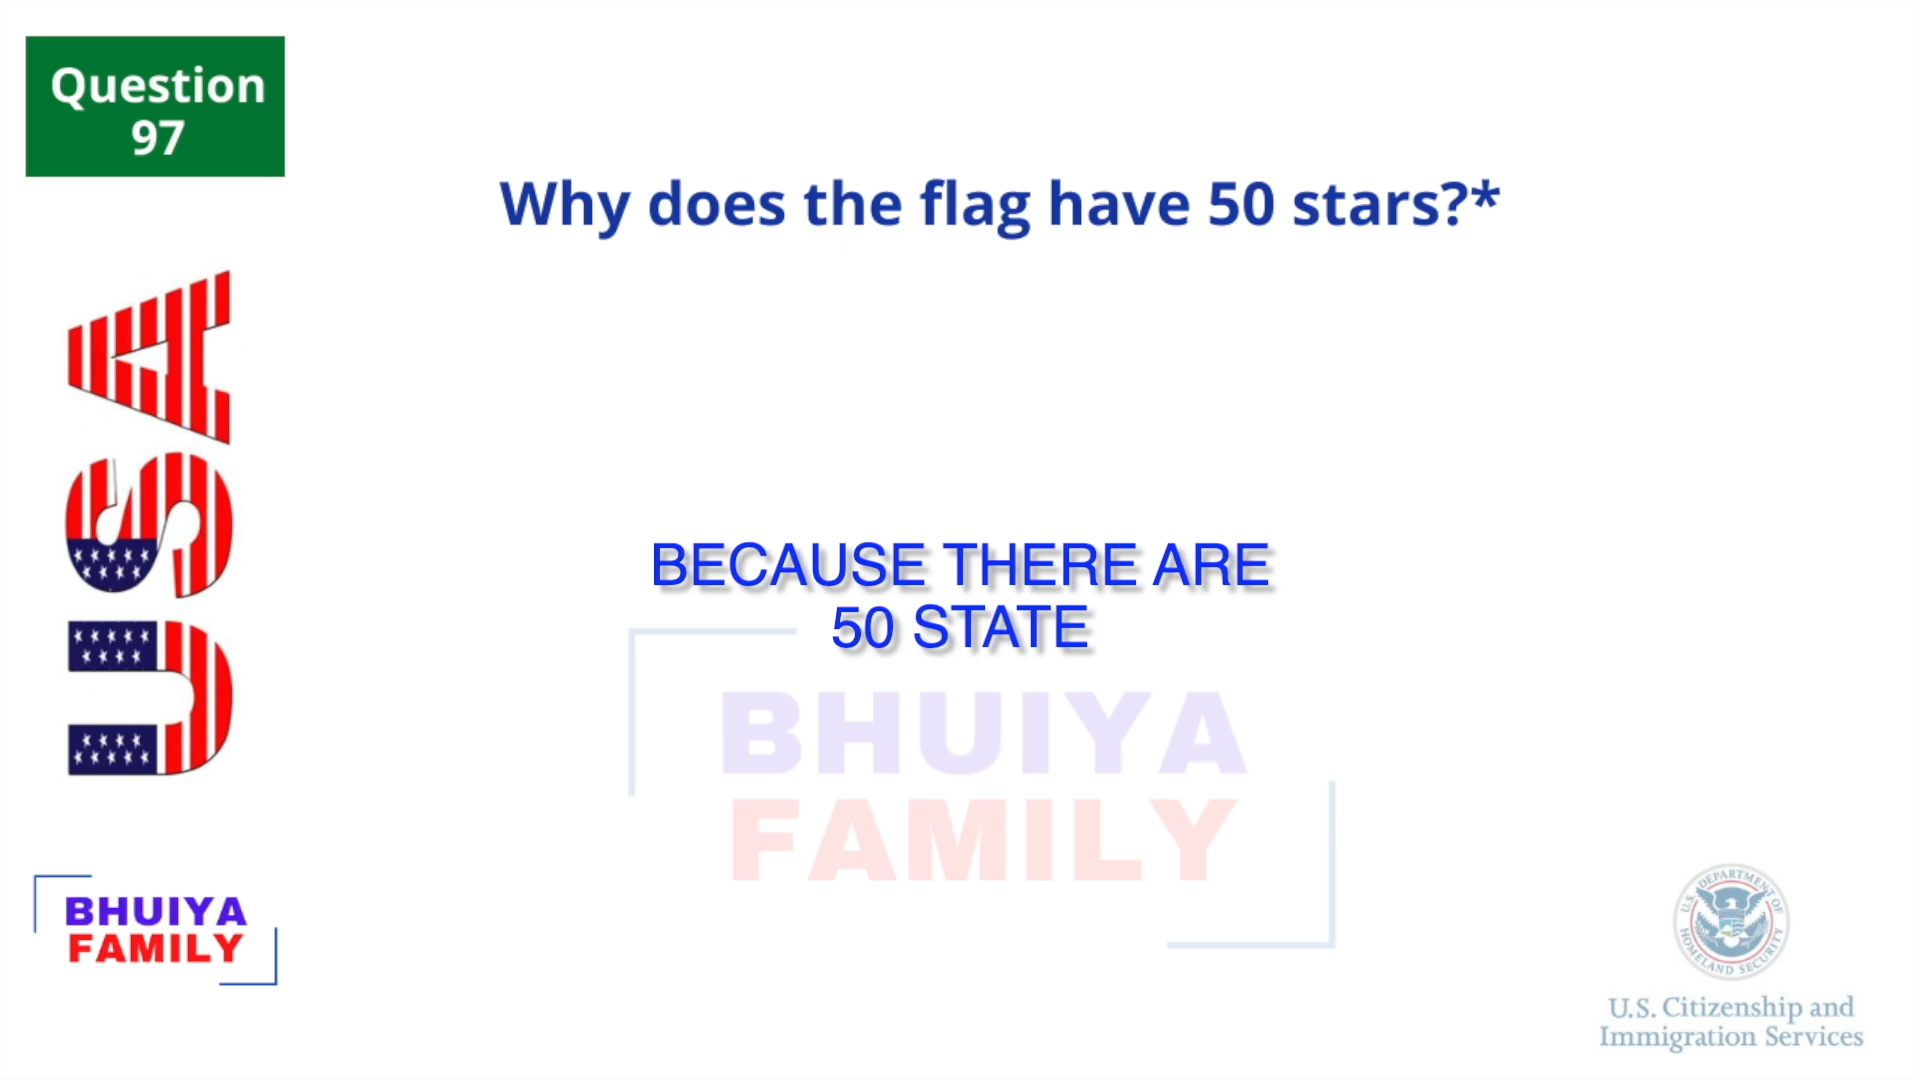 Question
97
Why does the flag have 50 stars?*
USA
BECAUSE THERE ARE
50 STATE
BHUIYA
FAMILY
BHUIYA
FAMILY
U.S. DEPARTMENT OF
HOMELAND SECURITY
U.S. Citizenship and
Immigration Services